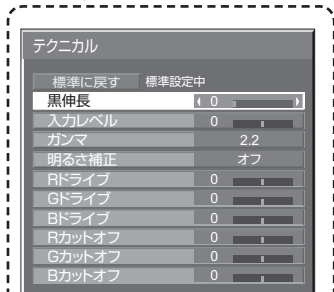 テクニカル
標準に戻す 標準設定中
黒伸長 0
入力レベル 0
ガンマ 2.2
明るさ補正 オフ
Rドライブ 0
Gドライブ 0
Bドライブ 0
Rカットオフ 0
Gカットオフ 0
Bカットオフ 0